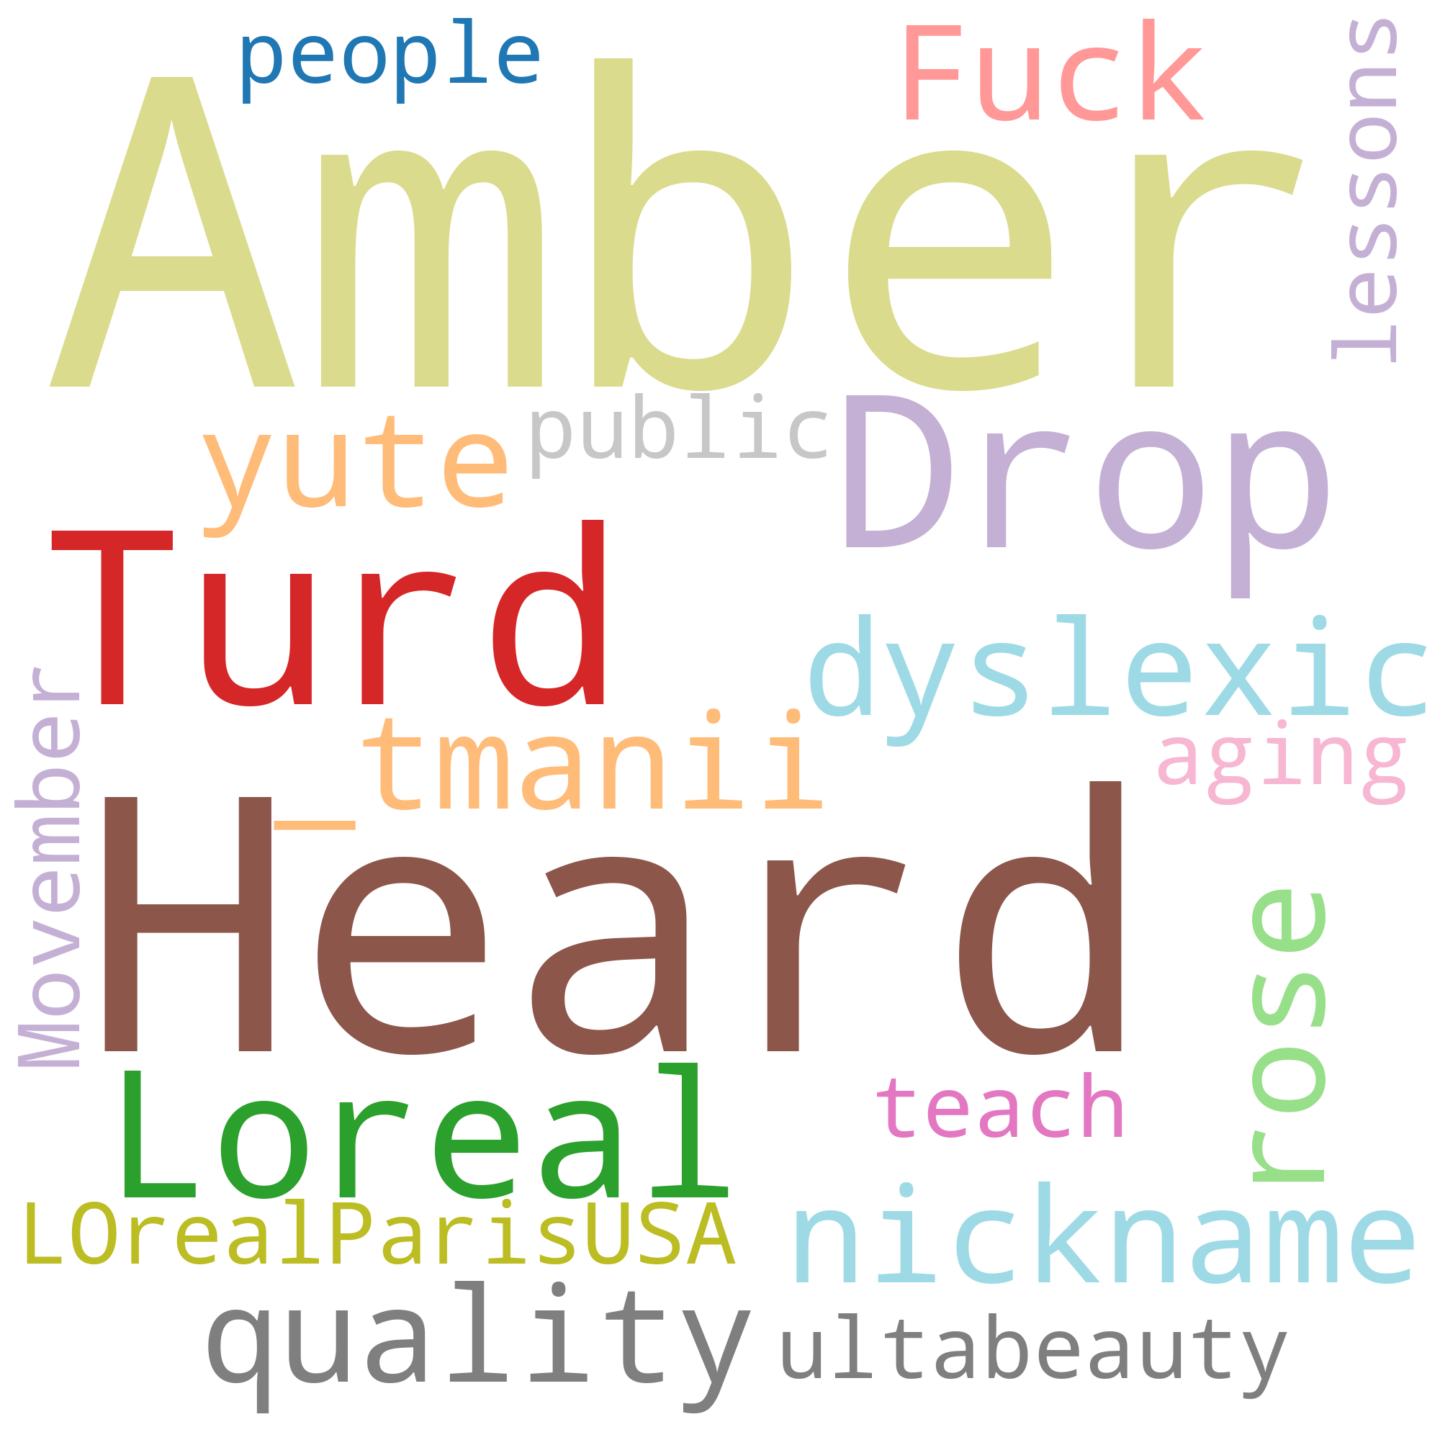 people
Fuck
lessons
Amber
yute
public
Drop
Turd
dyslexic
_tmanii
aging
Movember
Heard
rose
Loreal
teach
LOrealParisUSA
nickname
quality
ultabeauty